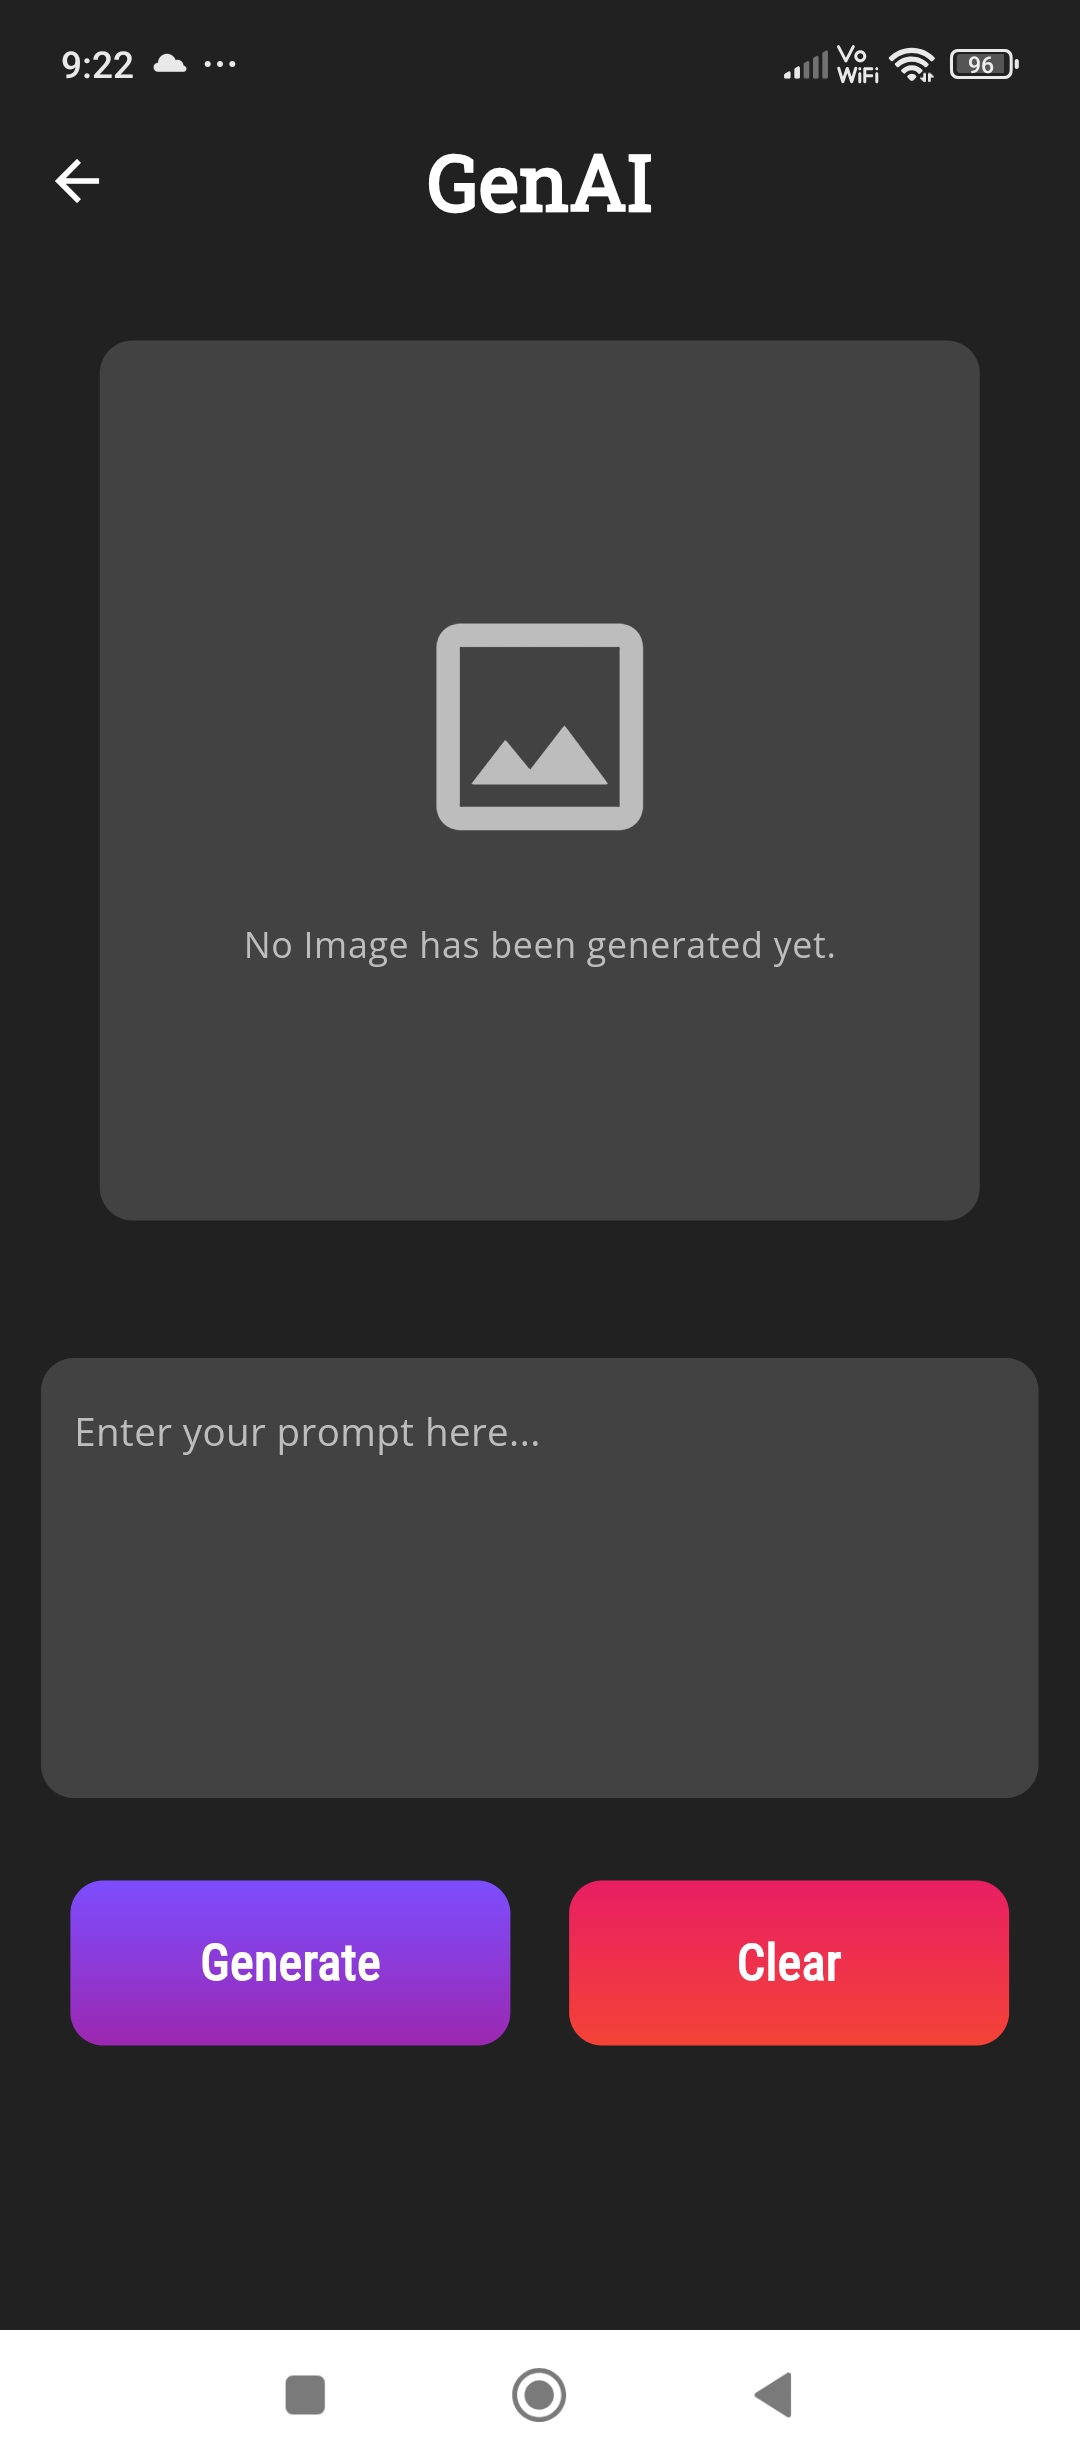 9:22
Vo
WiFi
96
GenAI
No Image has been generated yet.
Enter your prompt here...
Generate
Clear